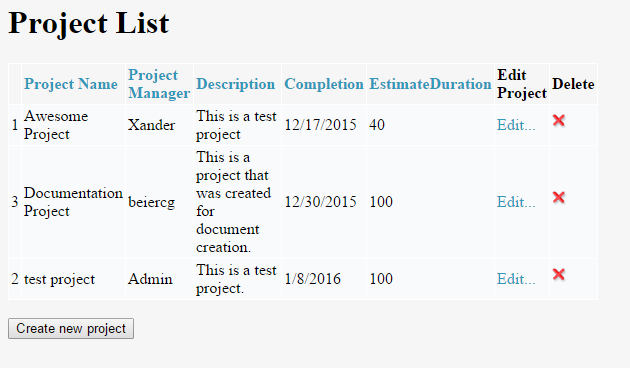 Project List
Project Name Project Manager Description Completion EstimateDuration Edit Project Delete
1 Awesome Project Xander This is a test project 12/17/2015 40 Edit...
3 Documentation Project beiercg This is a project that was created for document creation. 12/30/2015 100 Edit...
2 test project Admin This is a test project. 1/8/2016 100 Edit...
Create new project